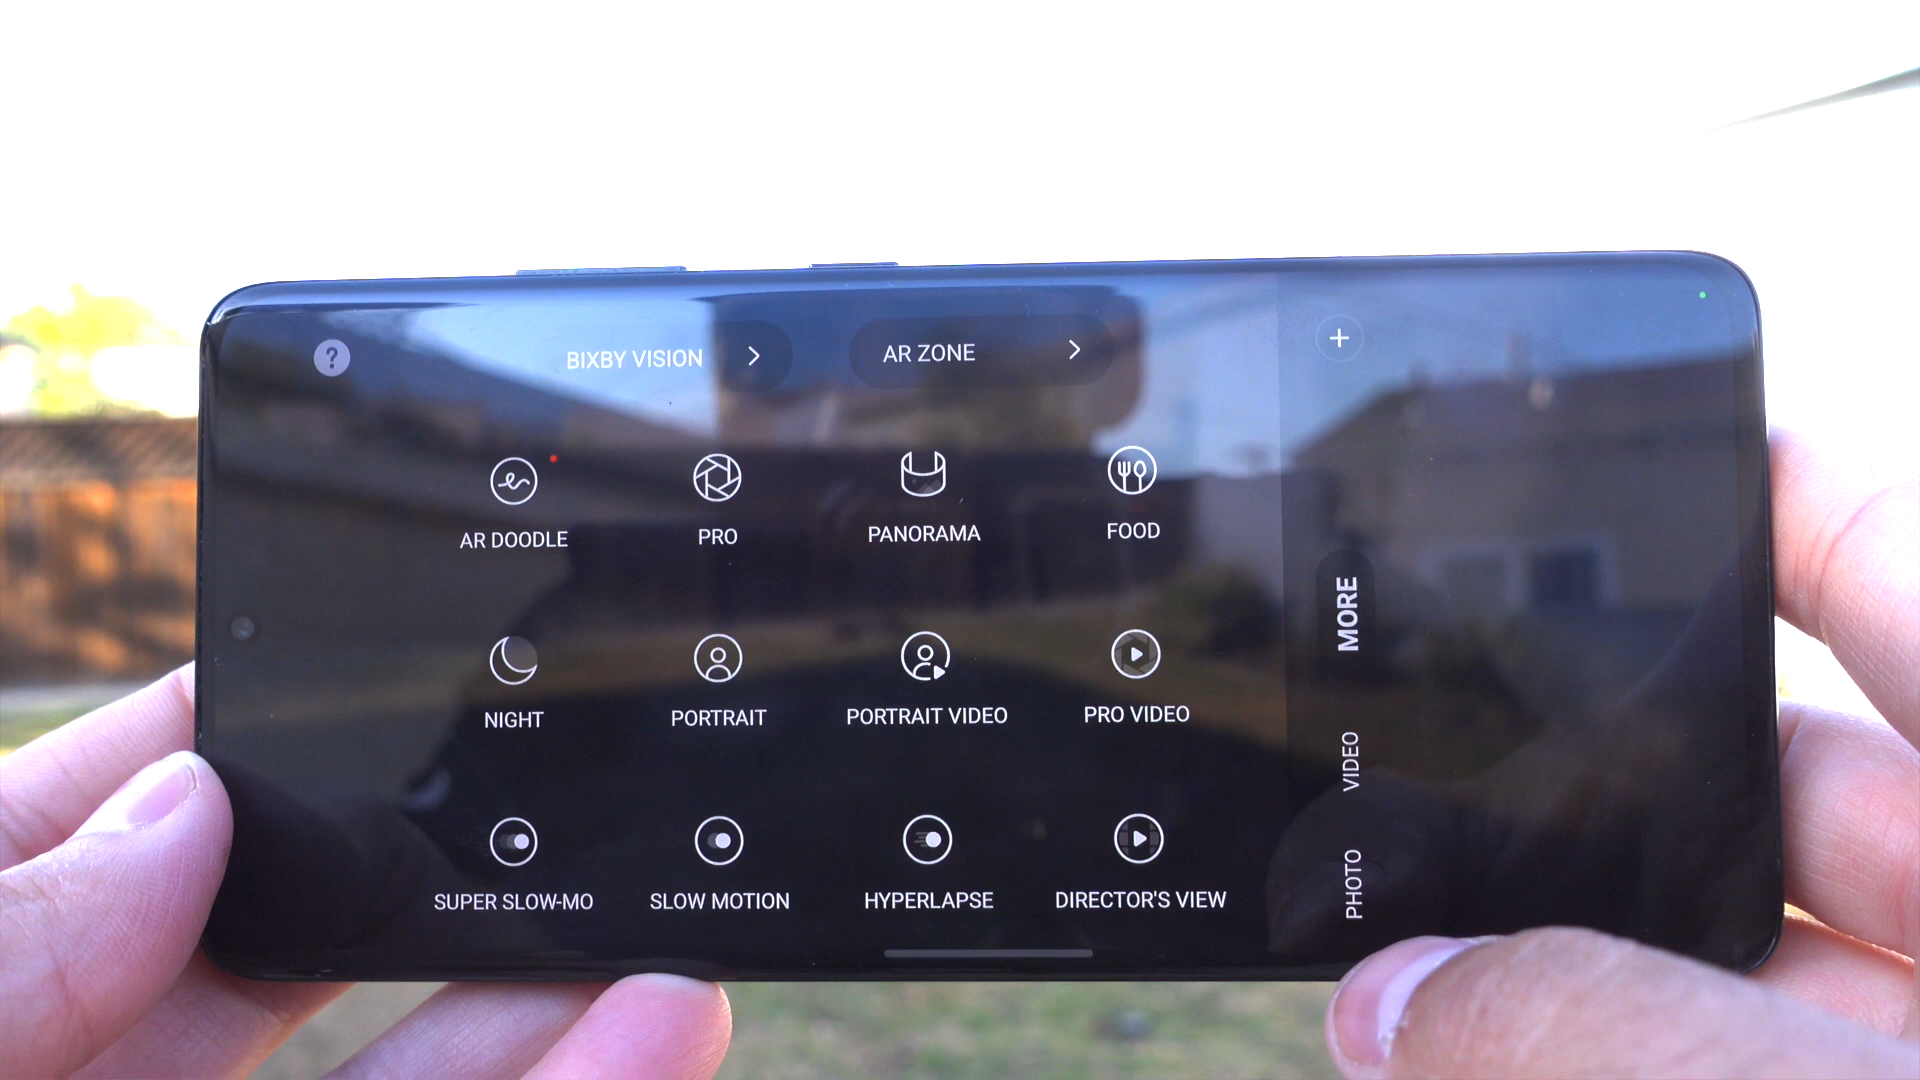 ?
BIXBY VISION >
AR ZONE >
+
AR DOODLE
PRO
PANORAMA
FOOD
NIGHT
PORTRAIT
PORTRAIT VIDEO
PRO VIDEO
SUPER SLOW-MO
SLOW MOTION
HYPERLAPSE
DIRECTOR'S VIEW
PHOTO
VIDEO
MORE